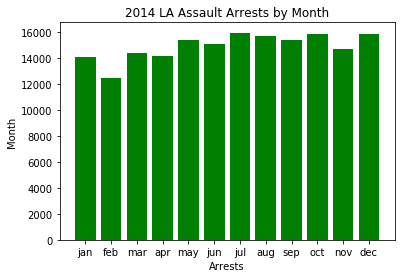 2014 LA Assault Arrests by Month
16000
14000
12000
10000
8000
6000
4000
2000
0
Month
jan feb mar apr may jun jul aug sep oct nov dec
Arrests